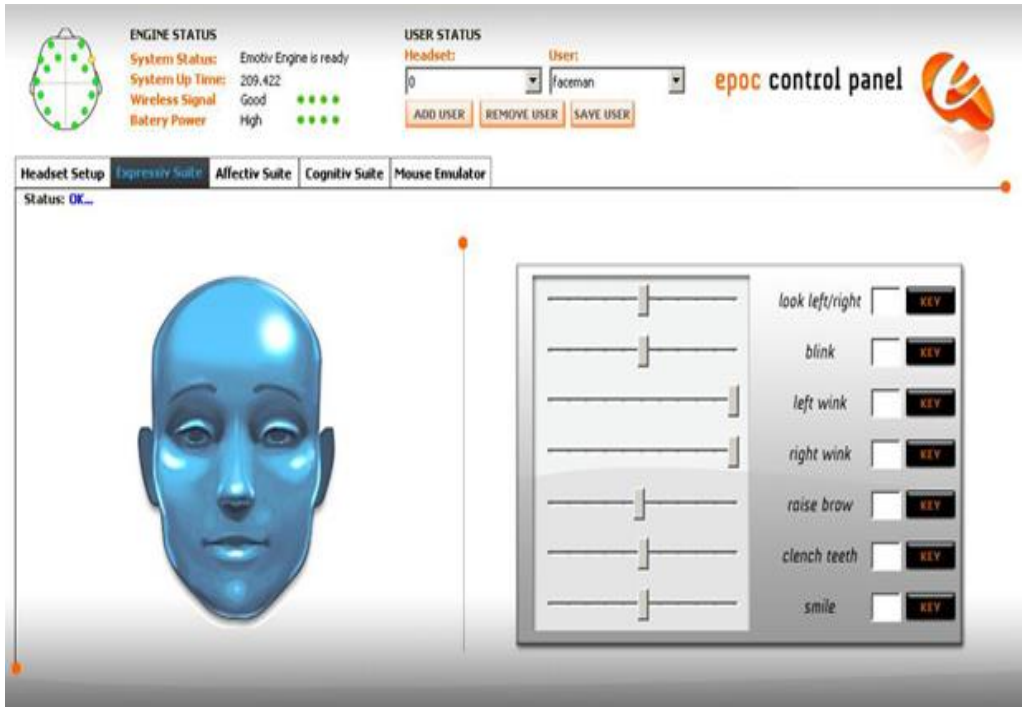 ENGINE STATUS
System Status: Emotiv Engine is ready
System Up Time: 209.422
Wireless Signal Good
Batery Power High
USER STATUS
Headset: User:
0 faceman
ADD USER REMOVE USER SAVE USER
epoc control panel
Headset Setup Expressiv Suite Affectiv Suite Cognitiv Suite Mouse Emulator
Status: OK...
look left/right KEY
blink KEY
left wink KEY
right wink KEY
raise brow KEY
clench teeth KEY
smile KEY